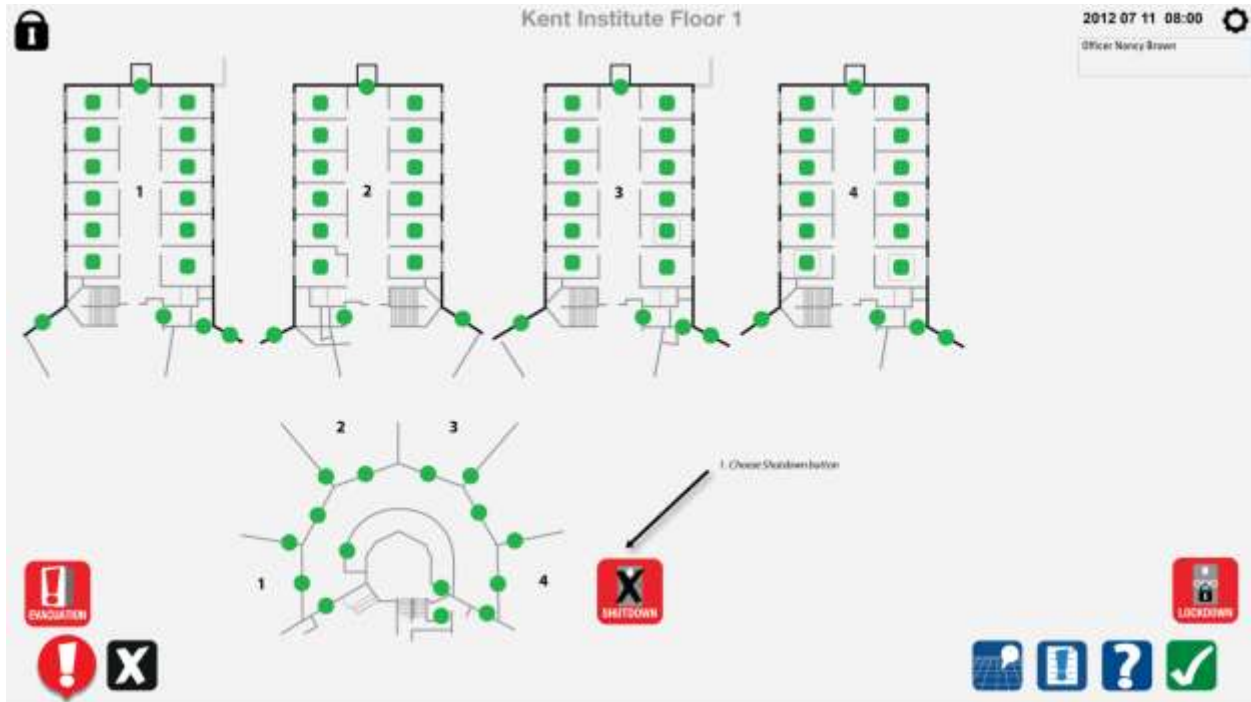 Kent Institute Floor 1
2012 07 11 08:00
Officer Nancy Brown
1
2
3
4
2
3
1. Choose Shutdown button
1
4
EVACUATION
SHUTDOWN
LOCKDOWN